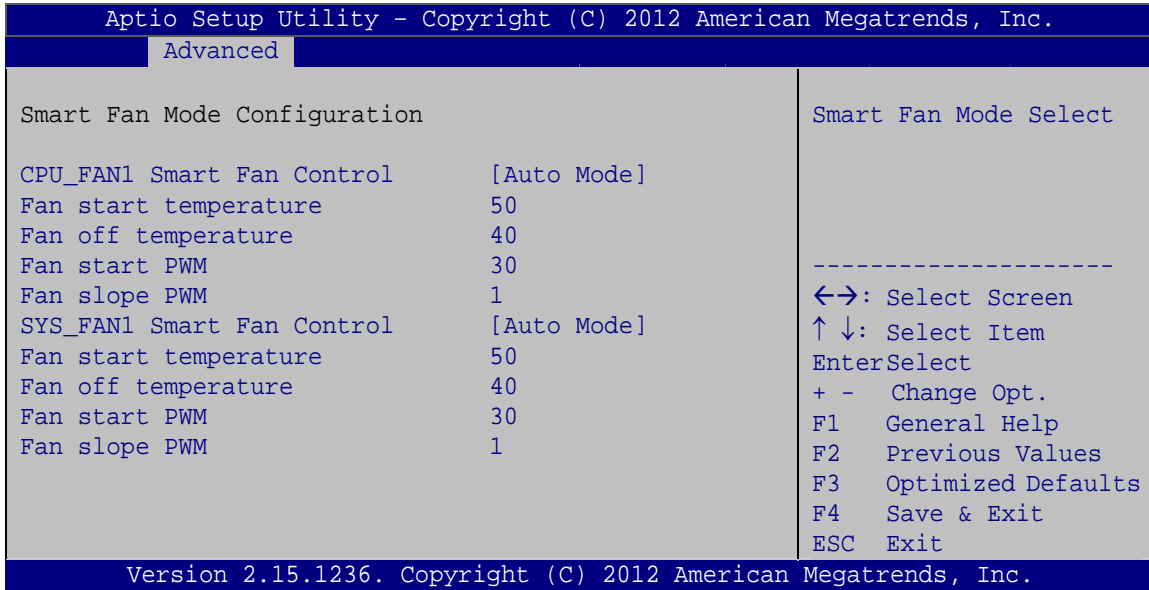 Aptio Setup Utility – Copyright (C) 2012 American Megatrends, Inc.
Advanced
Smart Fan Mode Configuration
CPU_FAN1 Smart Fan Control [Auto Mode]
Fan start temperature 50
Fan off temperature 40
Fan start PWM 30
Fan slope PWM 1
SYS_FAN1 Smart Fan Control [Auto Mode]
Fan start temperature 50
Fan off temperature 40
Fan start PWM 30
Fan slope PWM 1
Smart Fan Mode Select
---------------------
←→: Select Screen
↑ ↓: Select Item
EnterSelect
+ - Change Opt.
F1 General Help
F2 Previous Values
F3 Optimized Defaults
F4 Save & Exit
ESC Exit
Version 2.15.1236. Copyright (C) 2012 American Megatrends, Inc.